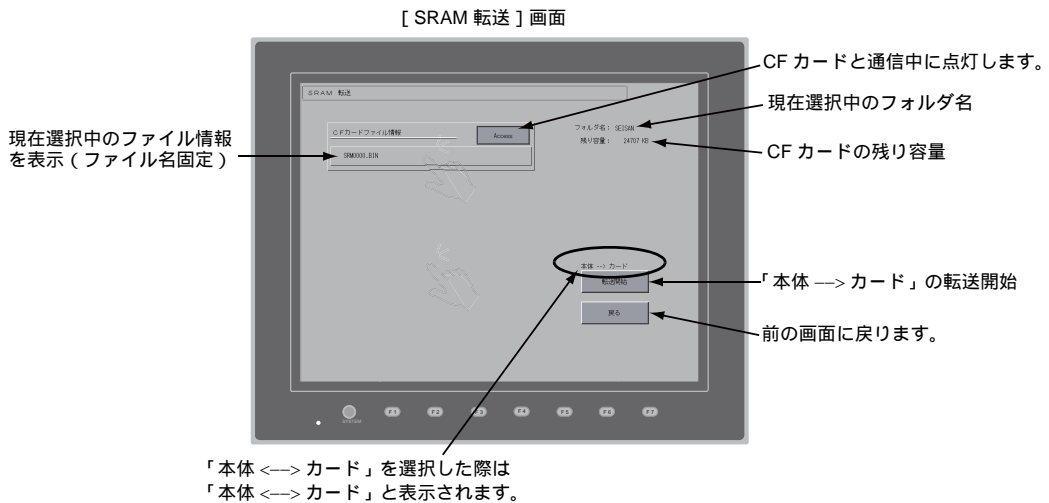 [ SRAM 転送 ] 画面
CF カードと通信中に点灯します。
現在選択中のフォルダ名
CF カードの残り容量
現在選択中のファイル情報
を表示 ( ファイル名固定 )
SRAM 転送
CFカードファイル情報
Access
フォルダ名： SEISAN
残り容量： 24707 KB
SRM0000.BIN
本体 --> カード
転送開始
戻る
「本体 ––> カード」の転送開始
前の画面に戻ります。
SYSTEM
F1 F2 F3 F4 F5 F6 F7
「本体 <––> カード」を選択した際は
「本体 <––> カード」と表示されます。